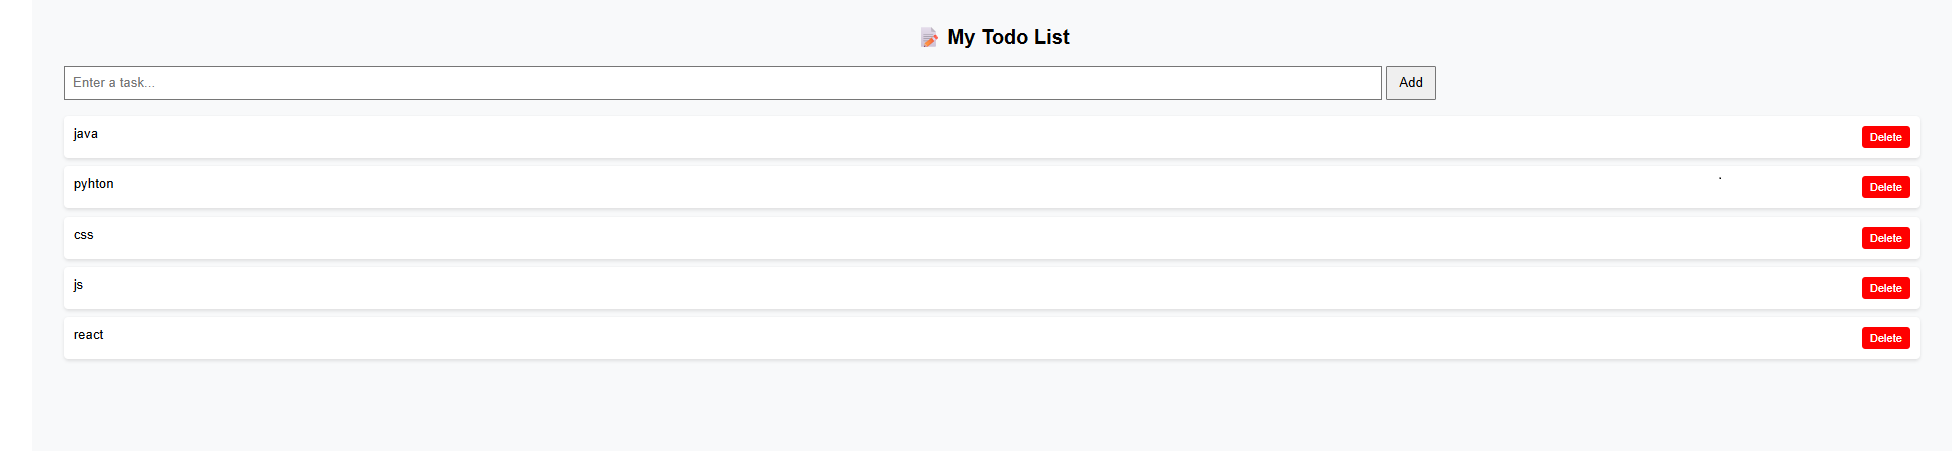 📝 My Todo List
Enter a task...
Add
java
Delete
pyhton
Delete
css
Delete
js
Delete
react
Delete